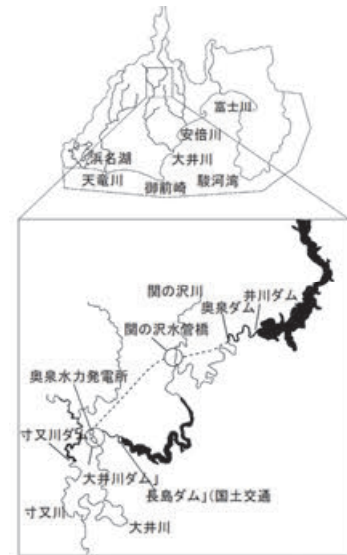 富士川
安倍川
浜名湖
大井川
天竜川
御前崎
駿河湾
関の沢川
井川ダム
奥泉ダム
関の沢水管橋
奥泉水力発電所
寸又川ダム
大井川ダム」
長島ダム」(国土交通
寸又川
大井川